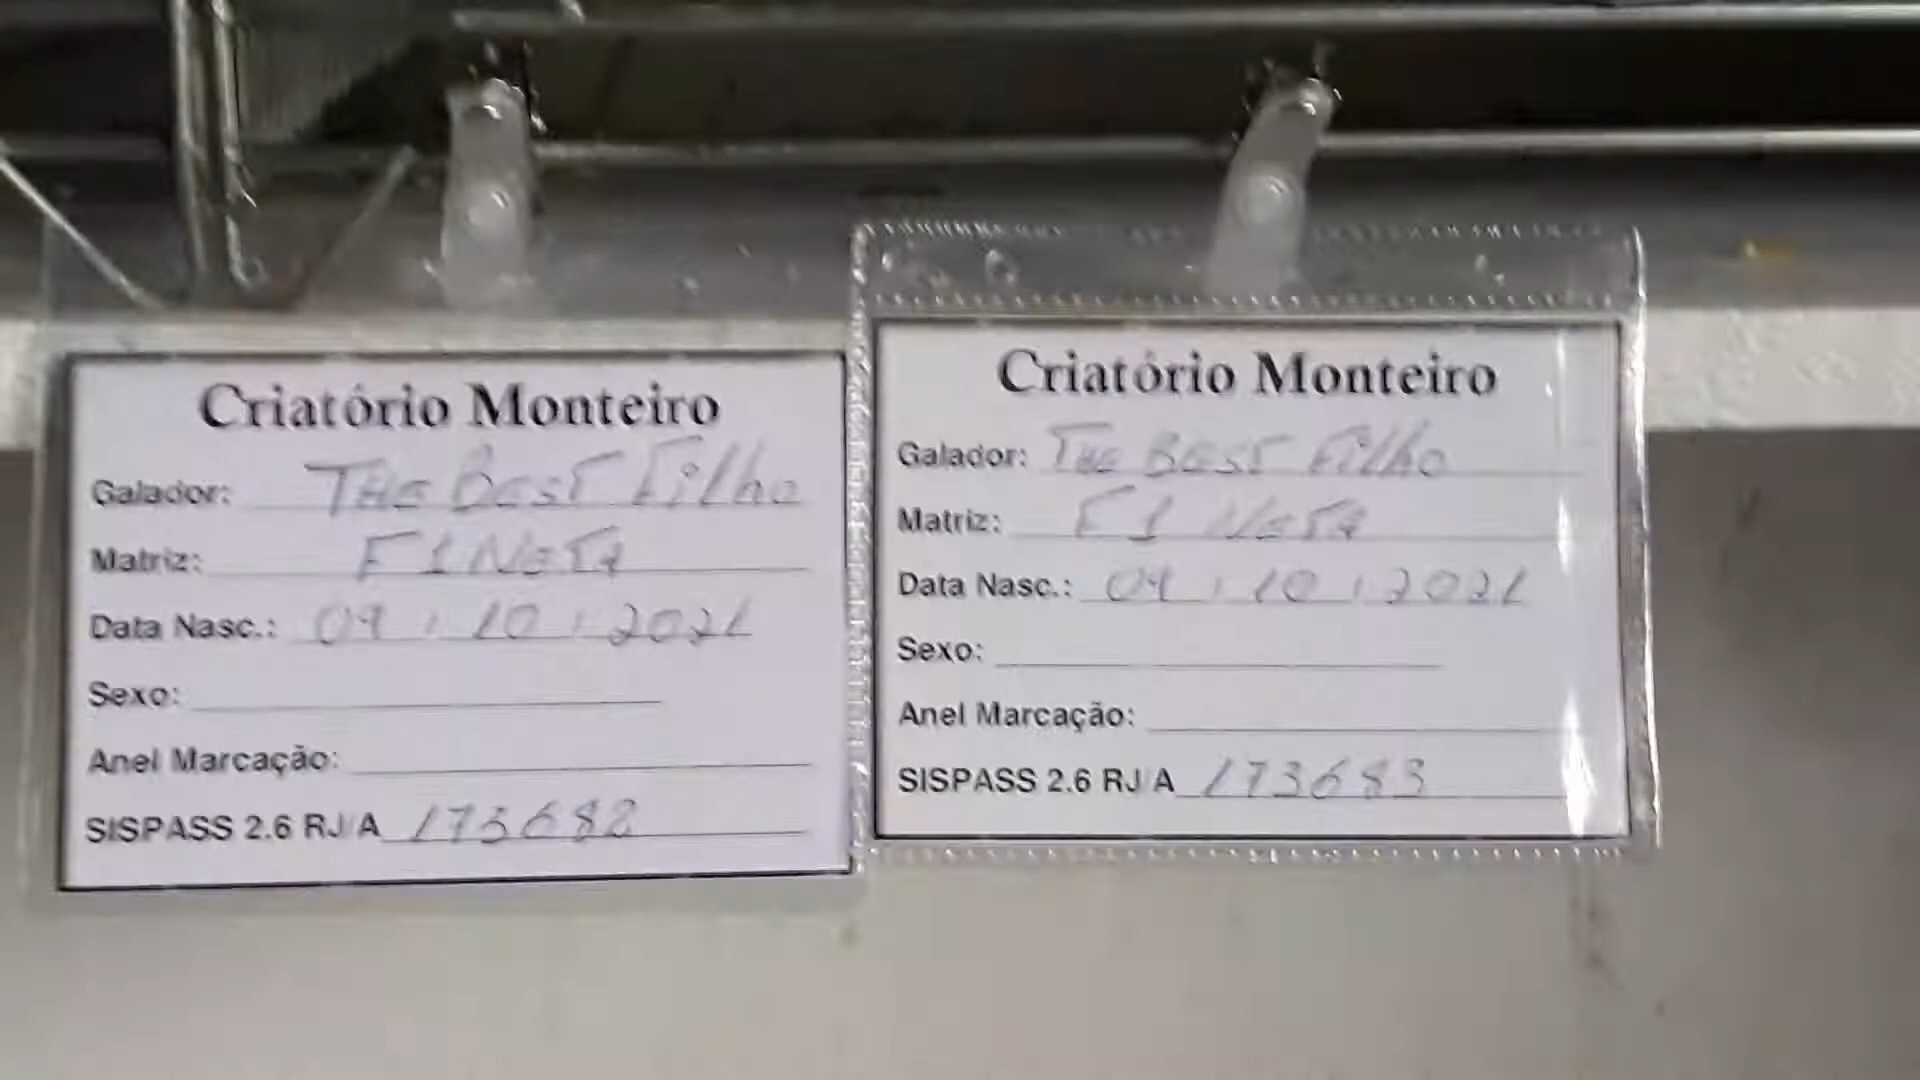 Criatório Monteiro
Galador: THE BEST Filho
Matriz: F1 NETA
Data Nasc.: 09 / 10 / 2021
Sexo:
Anel Marcação:
SISPASS 2.6 RJ/A 173682
Criatório Monteiro
Galador: THE BEST Filho
Matriz: F1 NETA
Data Nasc.: 09 / 10 / 2021
Sexo:
Anel Marcação:
SISPASS 2.6 RJ/A 173683